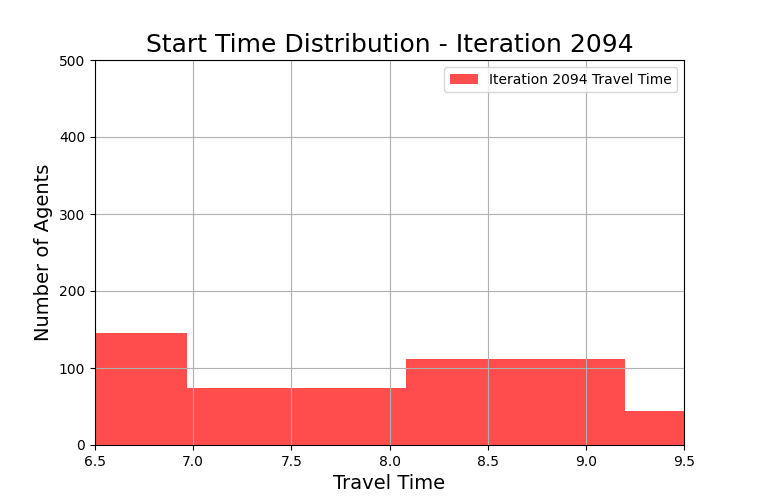 Start Time Distribution - Iteration 2094
Iteration 2094 Travel Time
Number of Agents
500
400
300
200
100
0
6.5 7.0 7.5 8.0 8.5 9.0 9.5
Travel Time